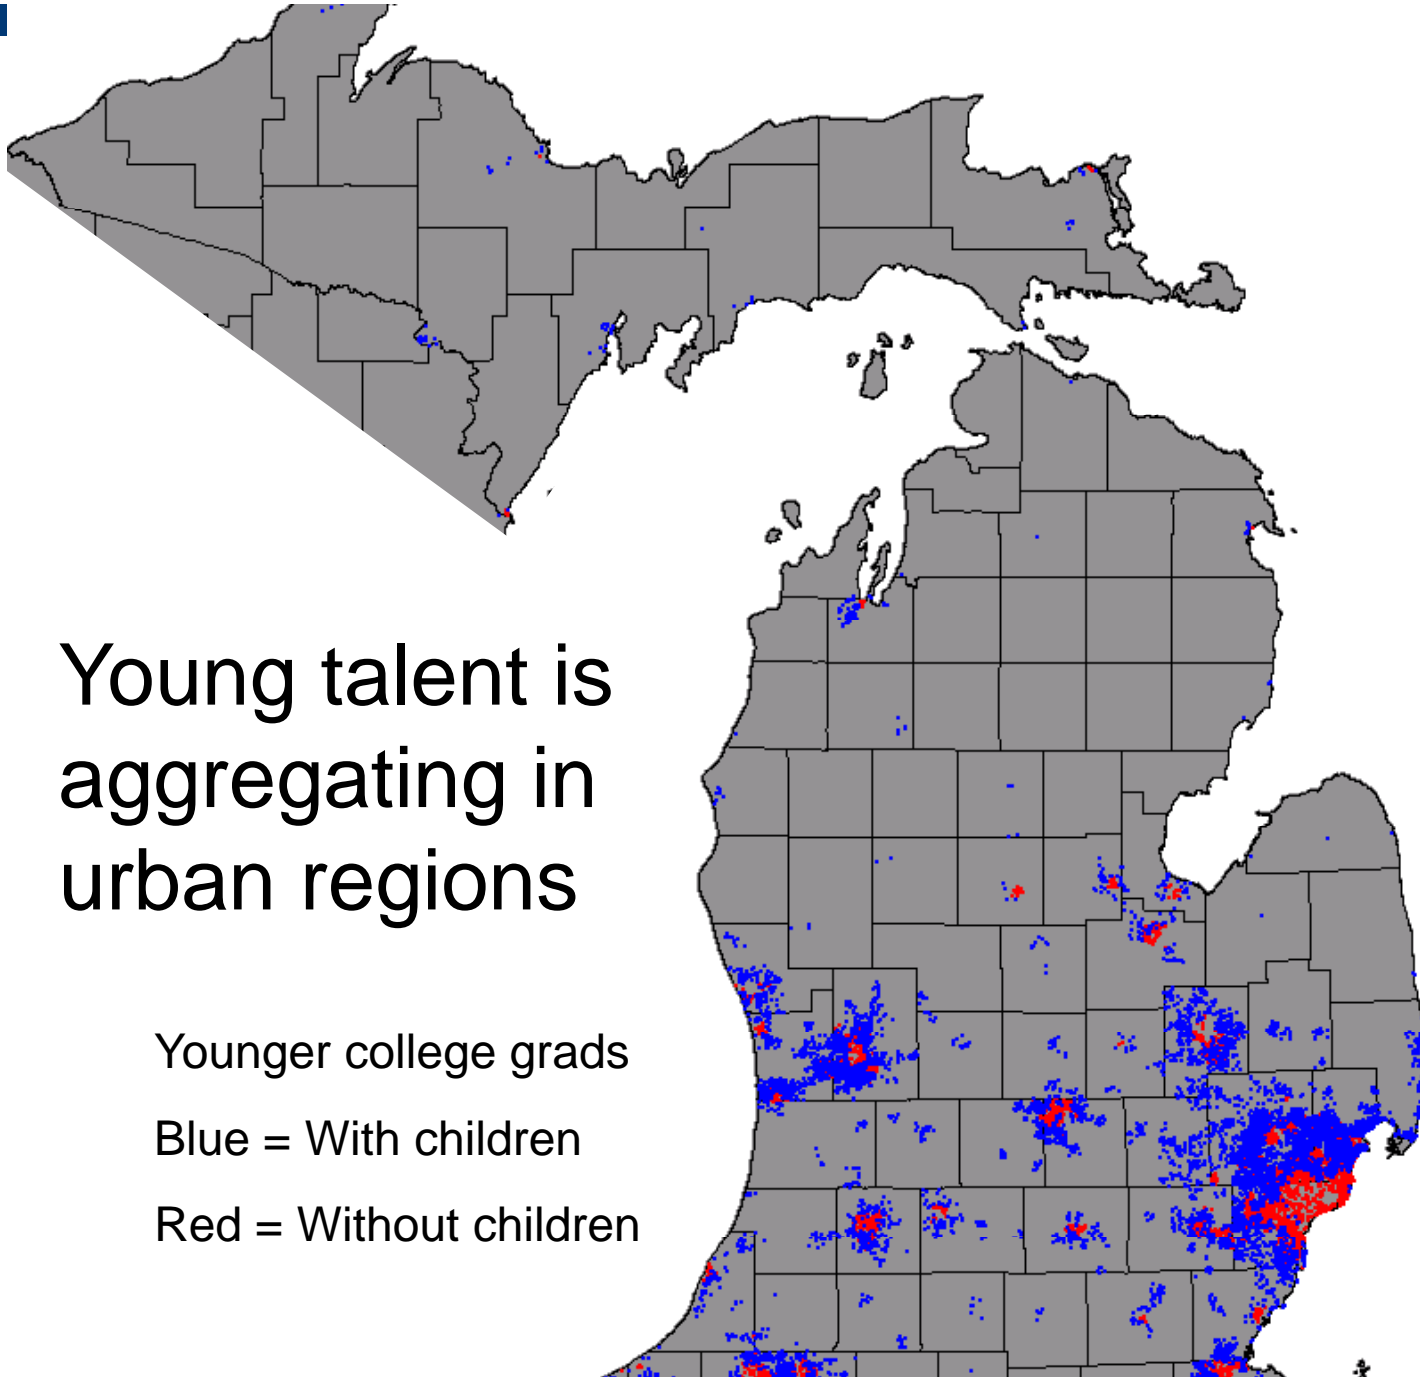 Young talent is
aggregating in
urban regions
Younger college grads
Blue = With children
Red = Without children